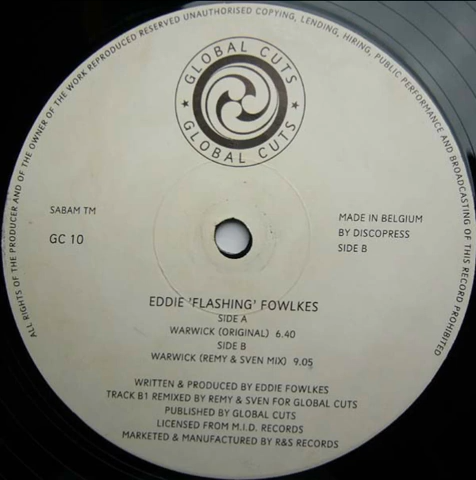 ALL RIGHTS OF THE PRODUCER AND OF THE OWNER OF THE WORK REPRODUCED RESERVED UNAUTHORISED COPYING, LENDING, HIRING, PUBLIC PERFORMANCE AND BROADCASTING OF THIS RECORD PROHIBITED
GLOBAL CUTS
GLOBAL CUTS
SABAM TM
GC 10
MADE IN BELGIUM
BY DISCOPRESS
SIDE B
EDDIE 'FLASHING' FOWLKES
SIDE A
WARWICK (ORIGINAL) 6.40
SIDE B
WARWICK (REMY & SVEN MIX) 9.05
WRITTEN & PRODUCED BY EDDIE FOWLKES
TRACK B1 REMIXED BY REMY & SVEN FOR GLOBAL CUTS
PUBLISHED BY GLOBAL CUTS
LICENSED FROM M.I.D. RECORDS
MARKETED & MANUFACTURED BY R&S RECORDS